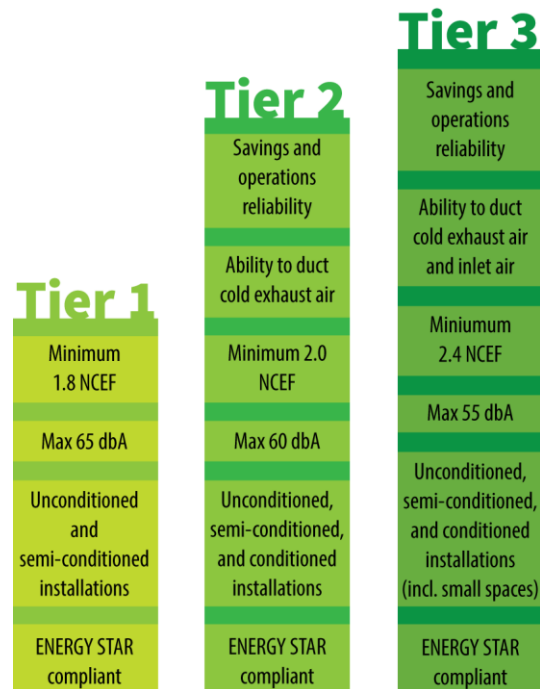 Tier 1
Minimum
1.8 NCEF
Max 65 dbA
Unconditioned
and
semi-conditioned
installations
ENERGY STAR
compliant
Tier 2
Savings and
operations
reliability
Ability to duct
cold exhaust air
Minimum 2.0
NCEF
Max 60 dbA
Unconditioned,
semi-conditioned,
and conditioned
installations
ENERGY STAR
compliant
Tier 3
Savings and
operations
reliability
Ability to duct
cold exhaust air
and inlet air
Miniumum
2.4 NCEF
Max 55 dbA
Unconditioned,
semi-conditioned,
and conditioned
installations
(incl. small spaces)
ENERGY STAR
compliant